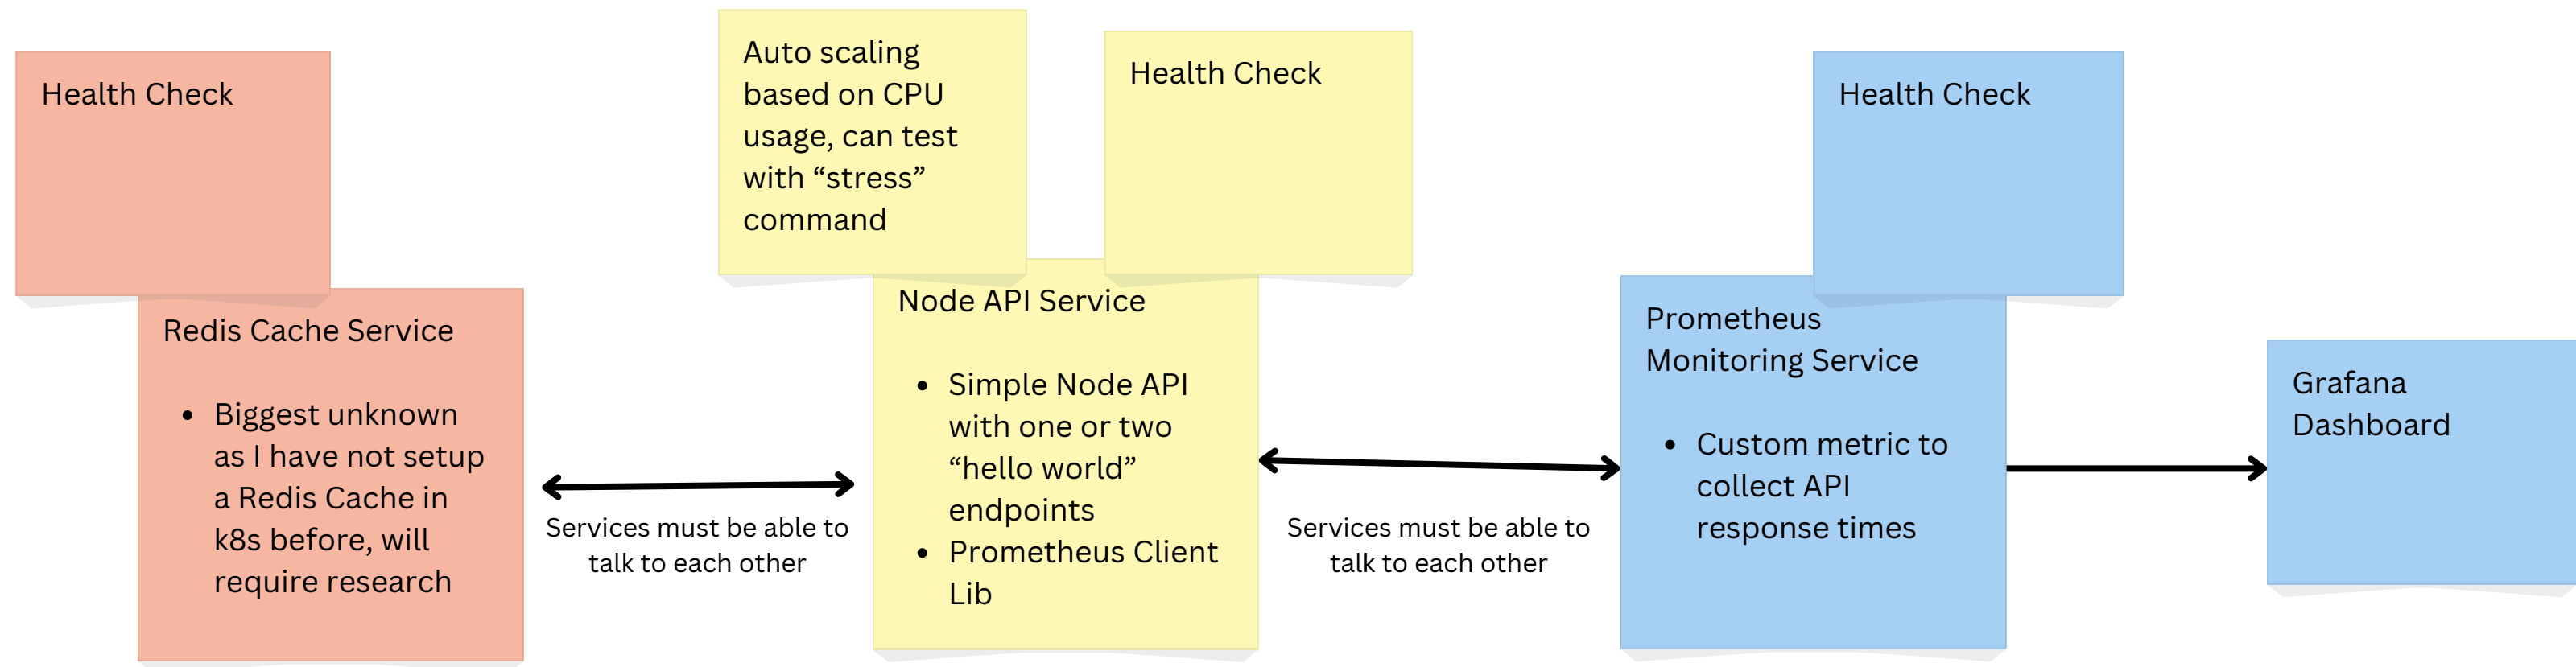 Health Check
Redis Cache Service
• Biggest unknown
as I have not setup
a Redis Cache in
k8s before, will
require research
Services must be able to
talk to each other
Auto scaling
based on CPU
usage, can test
with “stress”
command
Health Check
Node API Service
• Simple Node API
with one or two
“hello world”
endpoints
• Prometheus Client
Lib
Services must be able to
talk to each other
Health Check
Prometheus
Monitoring Service
• Custom metric to
collect API
response times
Grafana
Dashboard